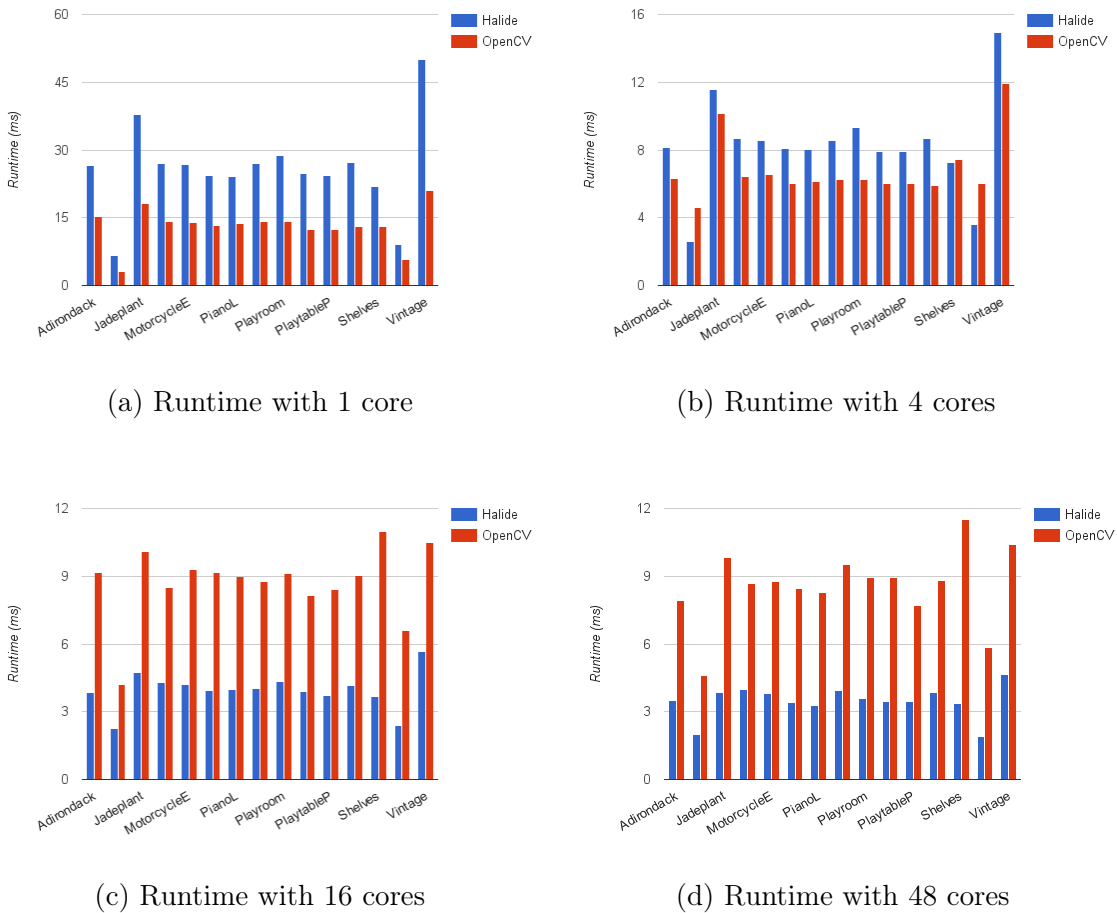 60
45
30
15
0
Runtime (ms)
Halide
OpenCV
Adirondack
Jadeplant
MotorcycleE
PianoL
Playroom
PlaytableP
Shelves
Vintage
(a) Runtime with 1 core
16
12
8
4
0
Runtime (ms)
Halide
OpenCV
Adirondack
Jadeplant
MotorcycleE
PianoL
Playroom
PlaytableP
Shelves
Vintage
(b) Runtime with 4 cores
12
9
6
3
0
Runtime (ms)
Halide
OpenCV
Adirondack
Jadeplant
MotorcycleE
PianoL
Playroom
PlaytableP
Shelves
Vintage
(c) Runtime with 16 cores
12
9
6
3
0
Runtime (ms)
Halide
OpenCV
Adirondack
Jadeplant
MotorcycleE
PianoL
Playroom
PlaytableP
Shelves
Vintage
(d) Runtime with 48 cores